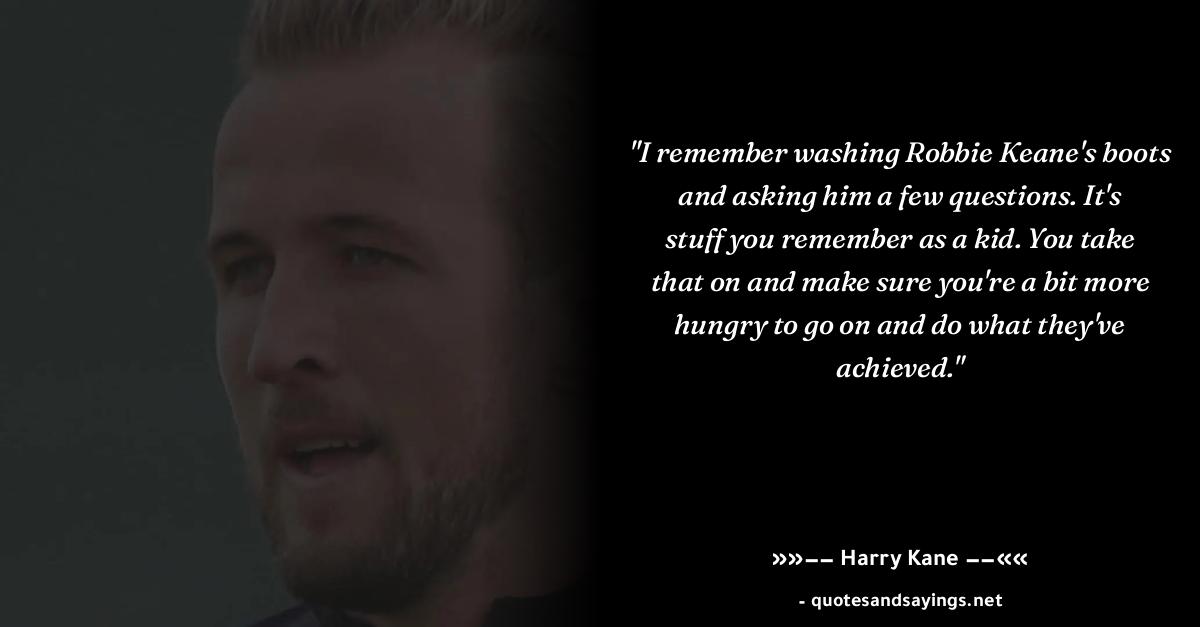 "I remember washing Robbie Keane's boots
and asking him a few questions. It's
stuff you remember as a kid. You take
that on and make sure you're a bit more
hungry to go on and do what they've
achieved."
»»−− Harry Kane −−««
- quotesandsayings.net